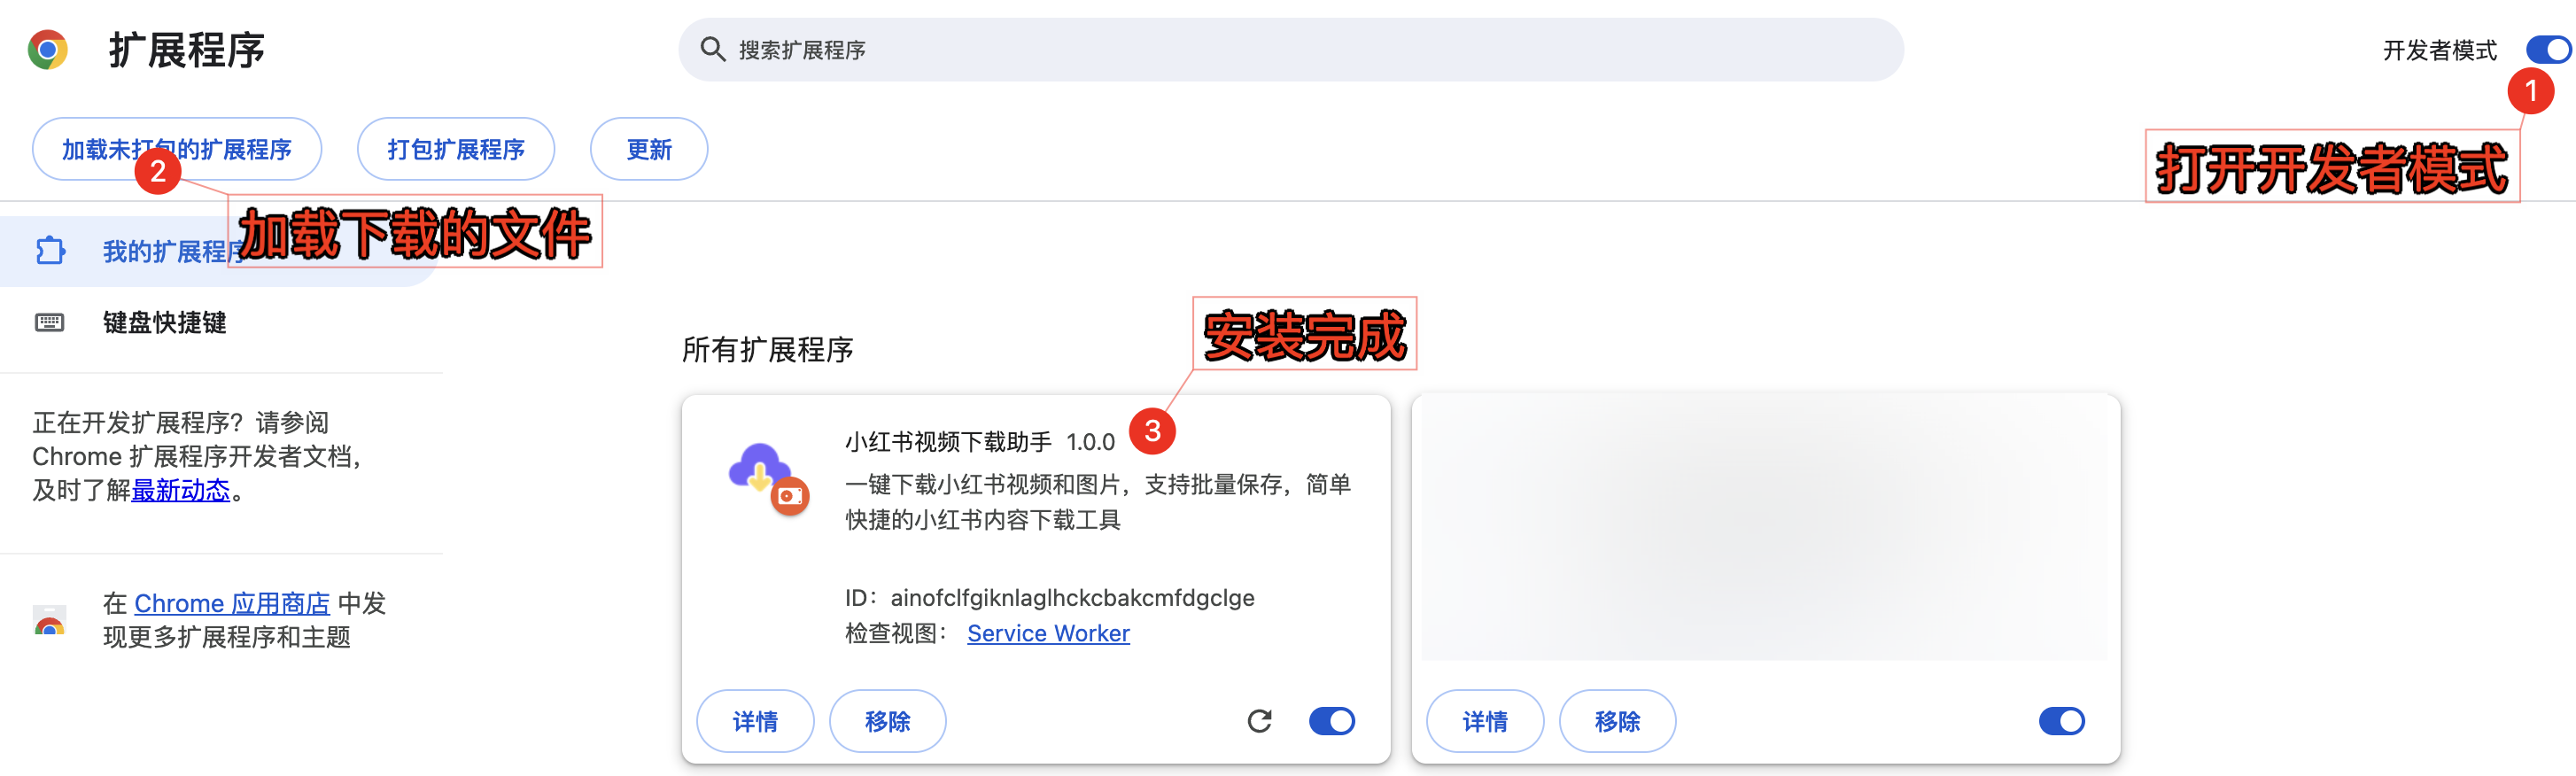 扩展程序
搜索扩展程序
开发者模式
1
打开开发者模式
加载未打包的扩展程序
打包扩展程序
更新
2
加载下载的文件
我的扩展程序
键盘快捷键
正在开发扩展程序？请参阅
Chrome 扩展程序开发者文档，
及时了解最新动态。
在 Chrome 应用商店 中发
现更多扩展程序和主题
所有扩展程序
安装完成
3
小红书视频下载助手 1.0.0
一键下载小红书视频和图片，支持批量保存，简单
快捷的小红书内容下载工具
ID：ainofclfgiknlaglhckcbakcmfdgclge
检查视图： Service Worker
详情
移除
详情
移除